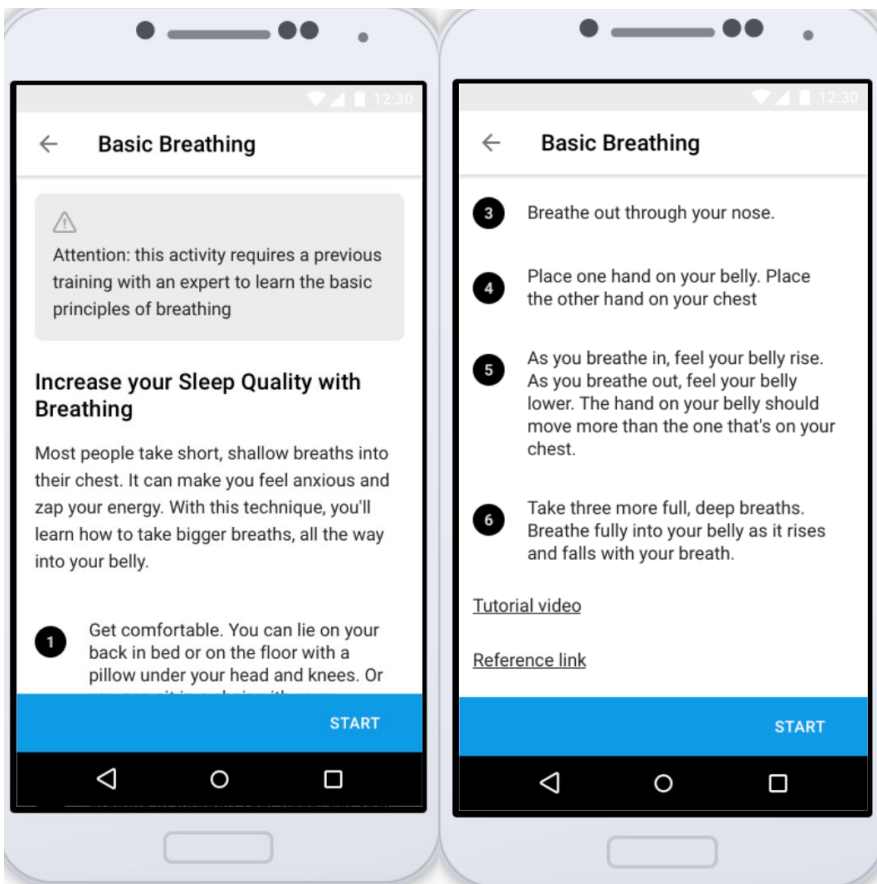 12:30
Basic Breathing
Attention: this activity requires a previous
training with an expert to learn the basic
principles of breathing
Increase your Sleep Quality with
Breathing
Most people take short, shallow breaths into
their chest. It can make you feel anxious and
zap your energy. With this technique, you'll
learn how to take bigger breaths, all the way
into your belly.
1
Get comfortable. You can lie on your
back in bed or on the floor with a
pillow under your head and knees. Or
START
12:30
Basic Breathing
3
Breathe out through your nose.
4
Place one hand on your belly. Place
the other hand on your chest
5
As you breathe in, feel your belly rise.
As you breathe out, feel your belly
lower. The hand on your belly should
move more than the one that's on your
chest.
6
Take three more full, deep breaths.
Breathe fully into your belly as it rises
and falls with your breath.
Tutorial video
Reference link
START